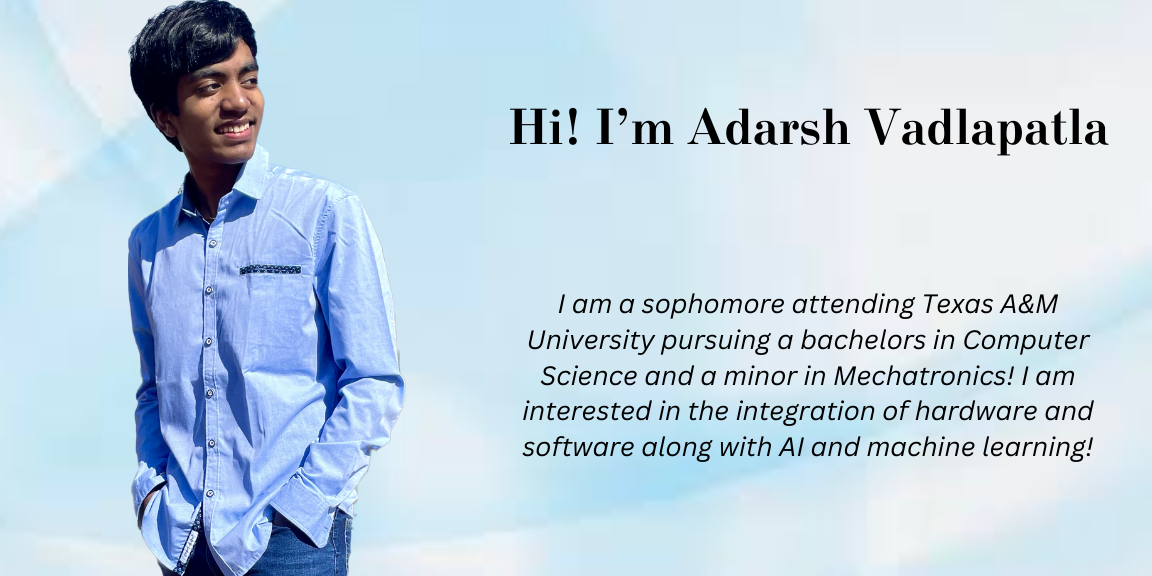 Hi! I’m Adarsh Vadlapatla
I am a sophomore attending Texas A&M
University pursuing a bachelors in Computer
Science and a minor in Mechatronics! I am
interested in the integration of hardware and
software along with AI and machine learning!